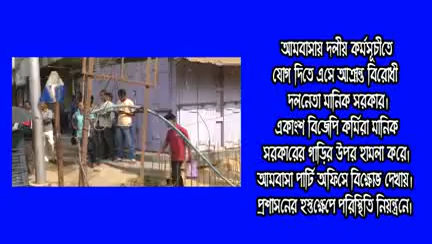 আমবাসায় দলীয় কর্মসূচীতে
যোগ দিতে এসে আক্রান্ত বিরোধী
দলনেতা মানিক সরকার।
একাংশ বিজেপি কর্মিরা মানিক
সরকারের গাড়ির উপর হামলা করে।
আমবাসা পার্টি অফিসে বিক্ষোভ দেখায়।
প্রশাসনের হস্তক্ষেপে পরিস্থিতি নিয়ন্ত্রনে।